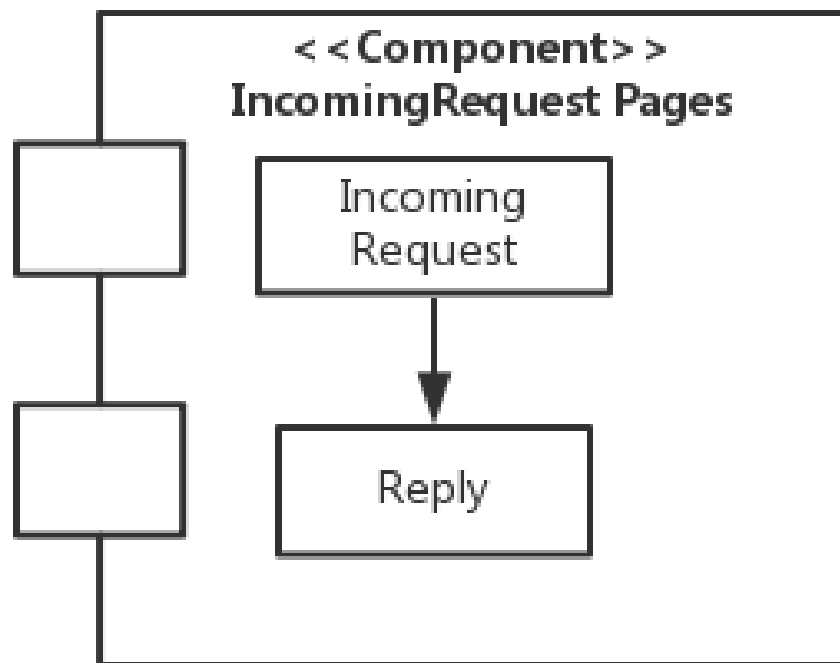 <<Component>>
IncomingRequest Pages
Incoming
Request
Reply